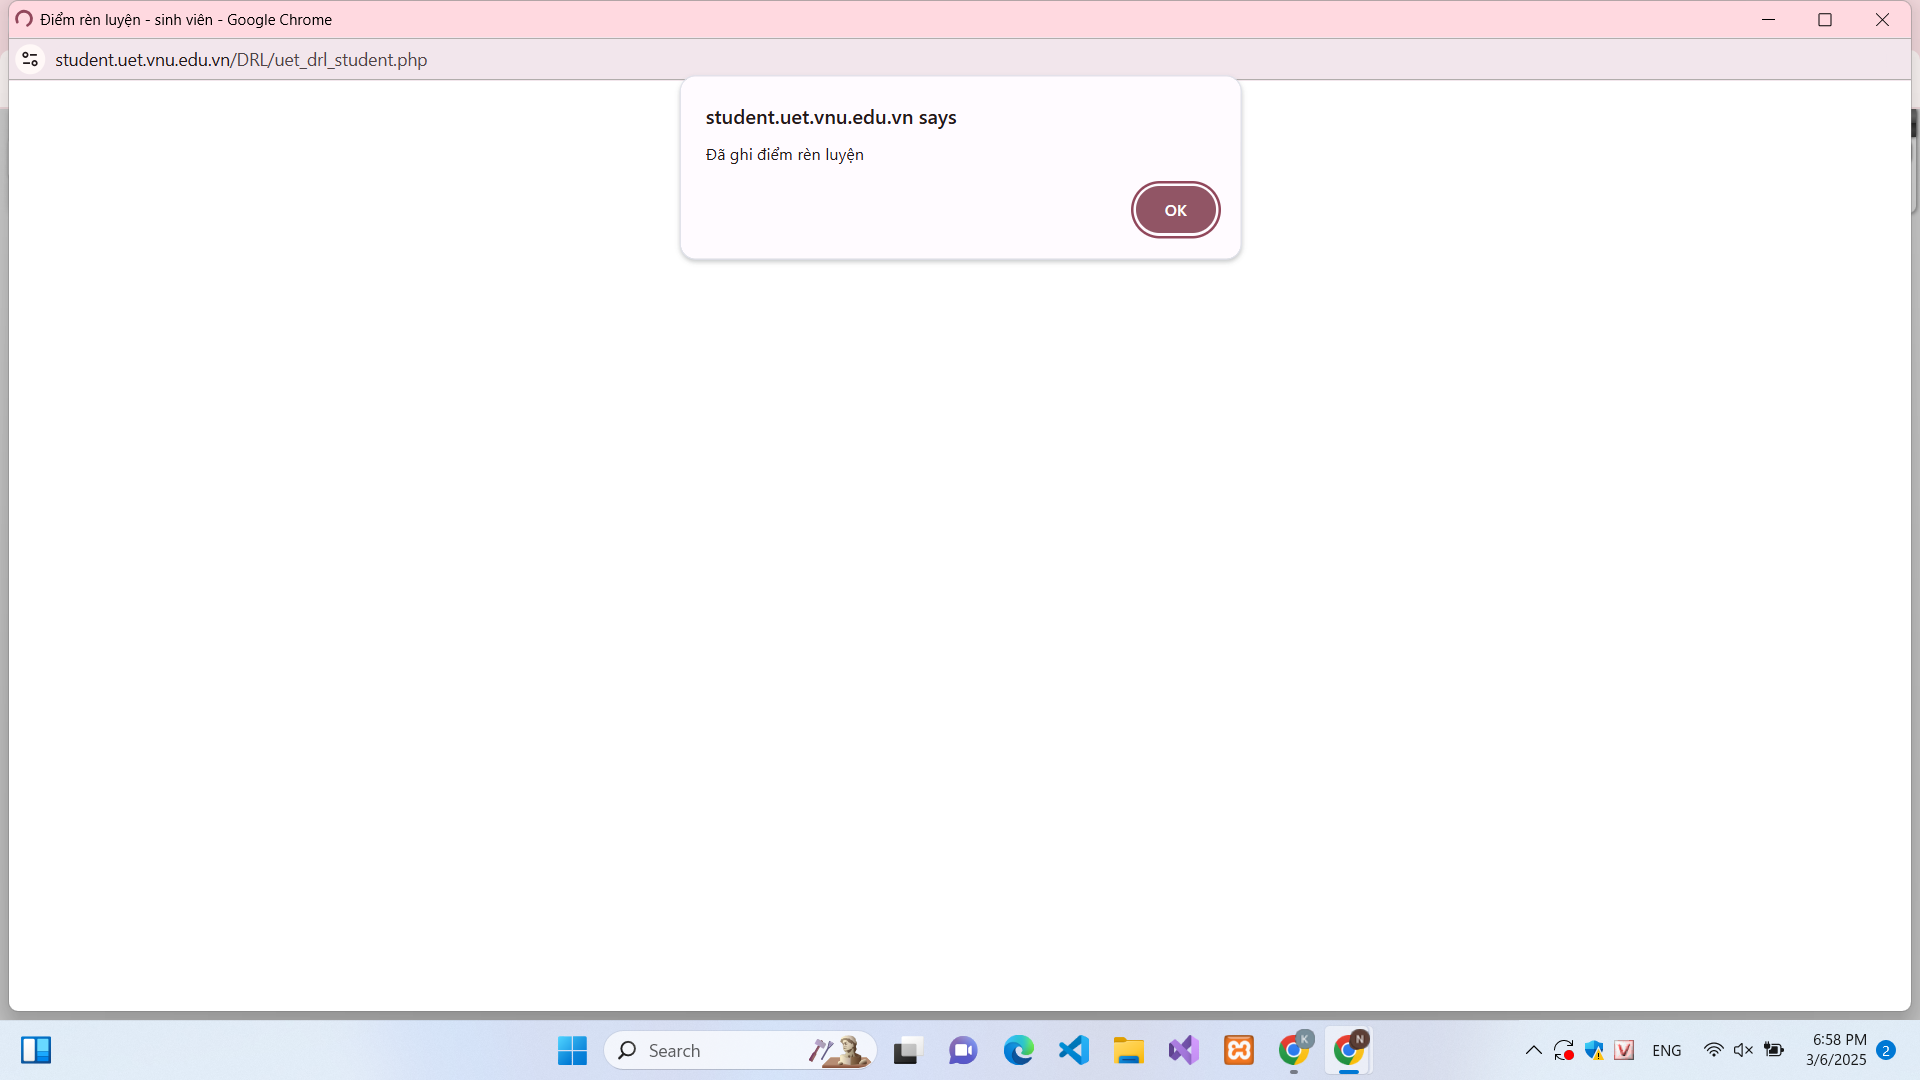 Điểm rèn luyện - sinh viên - Google Chrome
student.uet.vnu.edu.vn/DRL/uet_drl_student.php
student.uet.vnu.edu.vn says
Đã ghi điểm rèn luyện
OK
Search
K
N
V
ENG
6:58 PM
3/6/2025
2